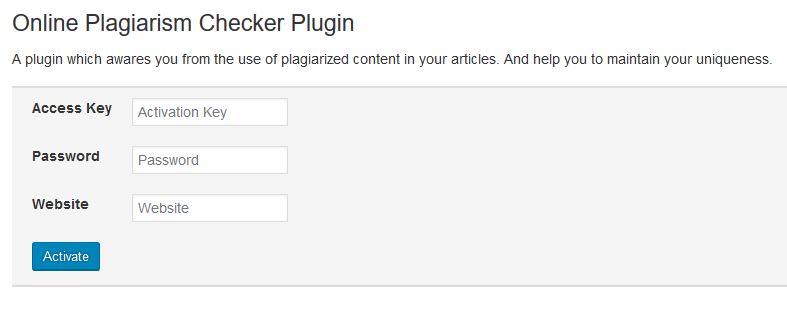 Online Plagiarism Checker Plugin
A plugin which awares you from the use of plagiarized content in your articles. And help you to maintain your uniqueness.
Access Key Activation Key
Password Password
Website Website
Activate